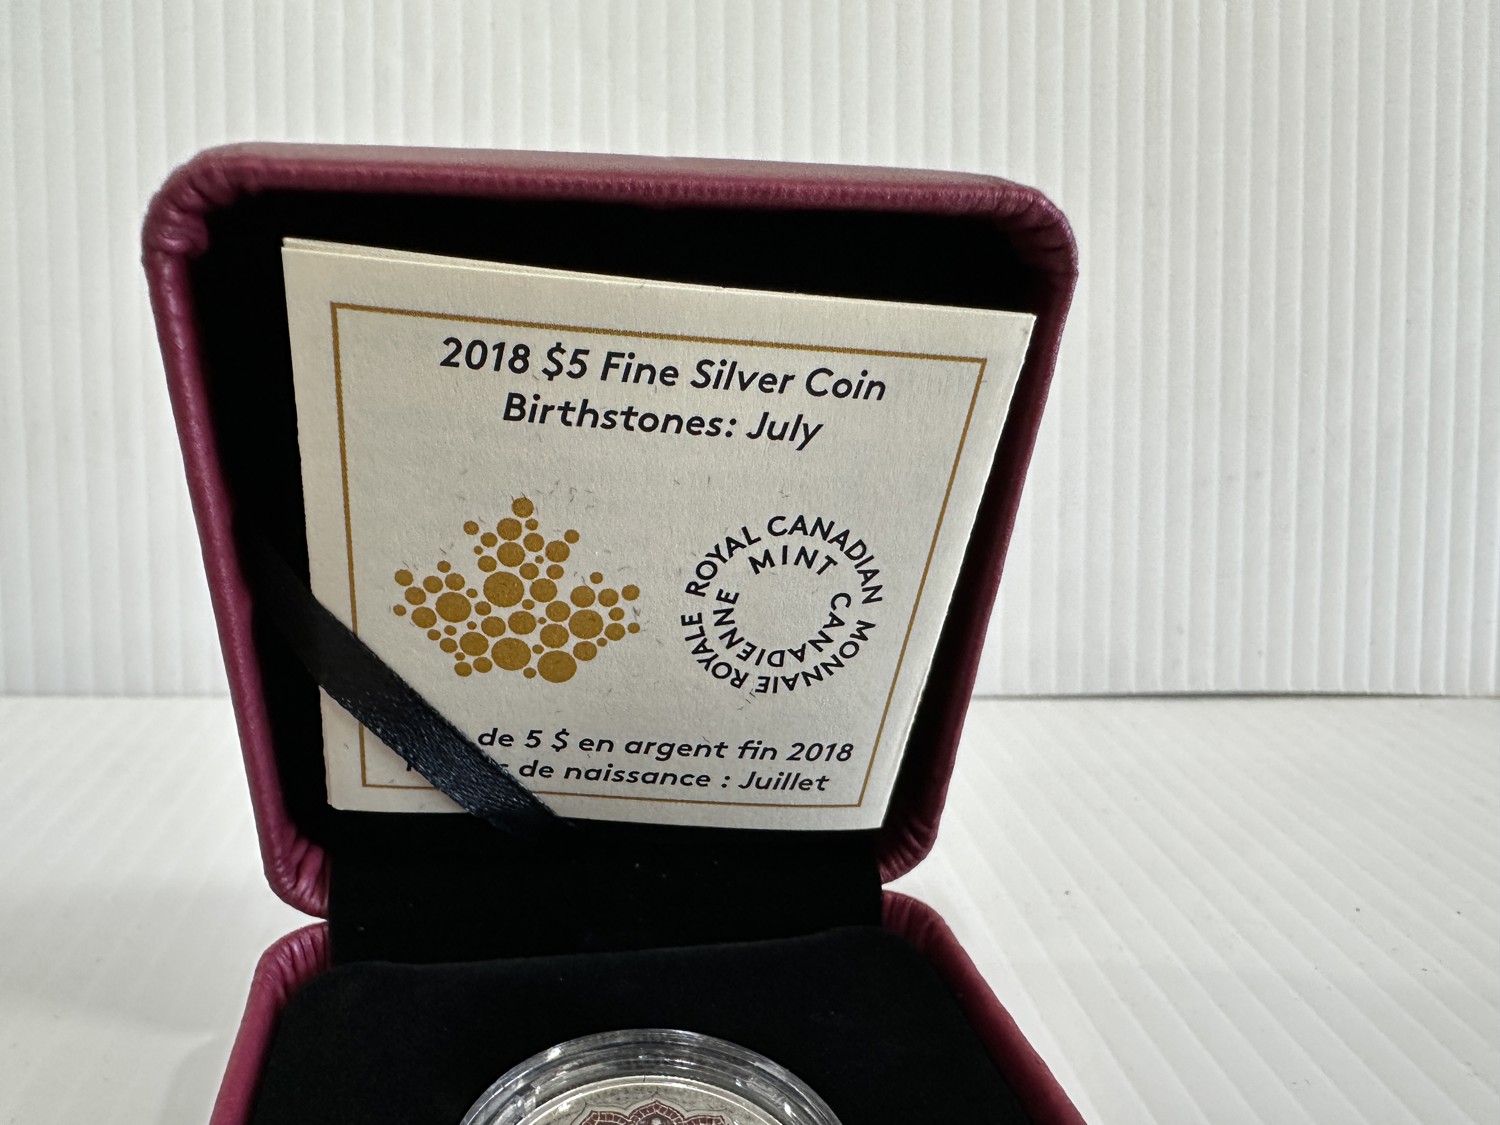 2018 $5 Fine Silver Coin
Birthstones: July
ROYAL CANADIAN
MINT
MONNAIE ROYALE
CANADIENNE
de 5 $ en argent fin 2018
de naissance : Juillet